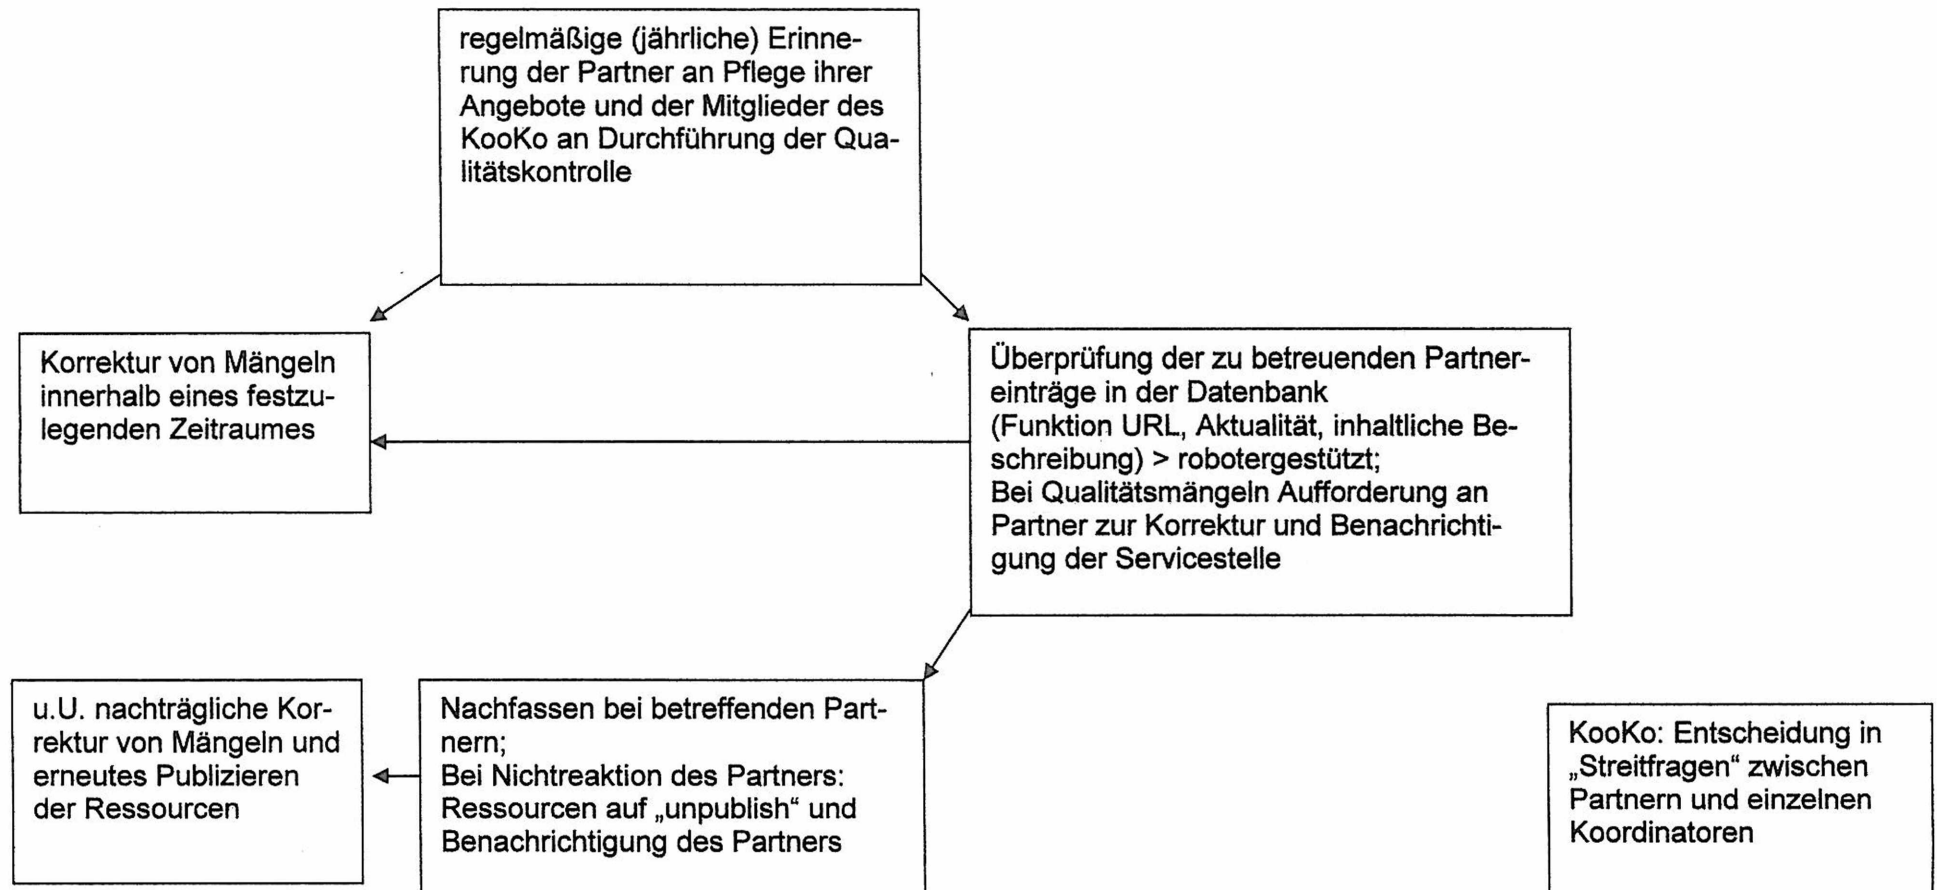 regelmäßige (jährliche) Erinne-
rung der Partner an Pflege ihrer
Angebote und der Mitglieder des
KooKo an Durchführung der Qua-
litätskontrolle
Korrektur von Mängeln
innerhalb eines festzu-
legenden Zeitraumes
Überprüfung der zu betreuenden Partner-
einträge in der Datenbank
(Funktion URL, Aktualität, inhaltliche Be-
schreibung) > robotergestützt;
Bei Qualitätsmängeln Aufforderung an
Partner zur Korrektur und Benachrichti-
gung der Servicestelle
u.U. nachträgliche Kor-
rektur von Mängeln und
erneutes Publizieren
der Ressourcen
Nachfassen bei betreffenden Part-
nern;
Bei Nichtreaktion des Partners:
Ressourcen auf „unpublish“ und
Benachrichtigung des Partners
KooKo: Entscheidung in
„Streitfragen“ zwischen
Partnern und einzelnen
Koordinatoren